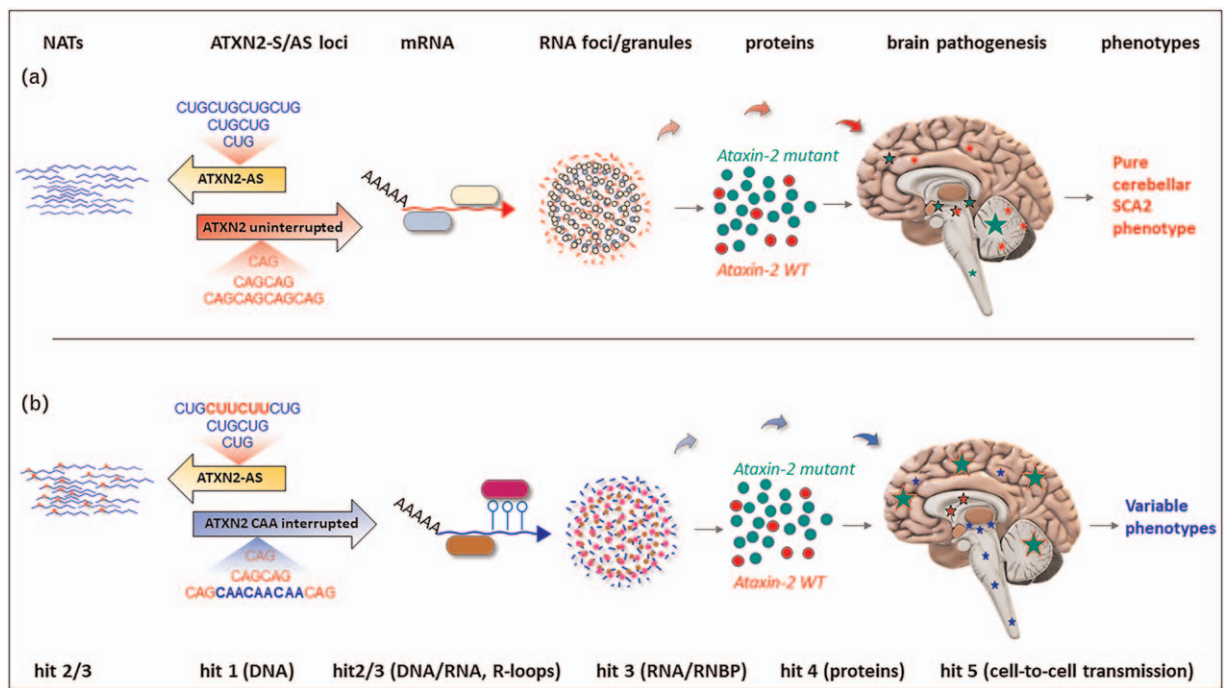 NATs ATXN2-S/AS loci mRNA RNA foci/granules proteins brain pathogenesis phenotypes
(a)
CUGCUGCUGCUG
CUGCUG
CUG
ATXN2-AS
ATXN2 uninterrupted
CAG
CAGCAG
CAGCAGCAGCAG
AAAAA
Ataxin-2 mutant
Ataxin-2 WT
Pure
cerebellar
SCA2
phenotype
(b)
CUGCUUCUUCUG
CUGCUG
CUG
ATXN2-AS
ATXN2 CAA interrupted
CAG
CAGCAG
CAGCAACAACAACAG
AAAAA
Ataxin-2 mutant
Ataxin-2 WT
Variable
phenotypes
hit 2/3 hit 1 (DNA) hit2/3 (DNA/RNA, R-loops) hit 3 (RNA/RNBP) hit 4 (proteins) hit 5 (cell-to-cell transmission)